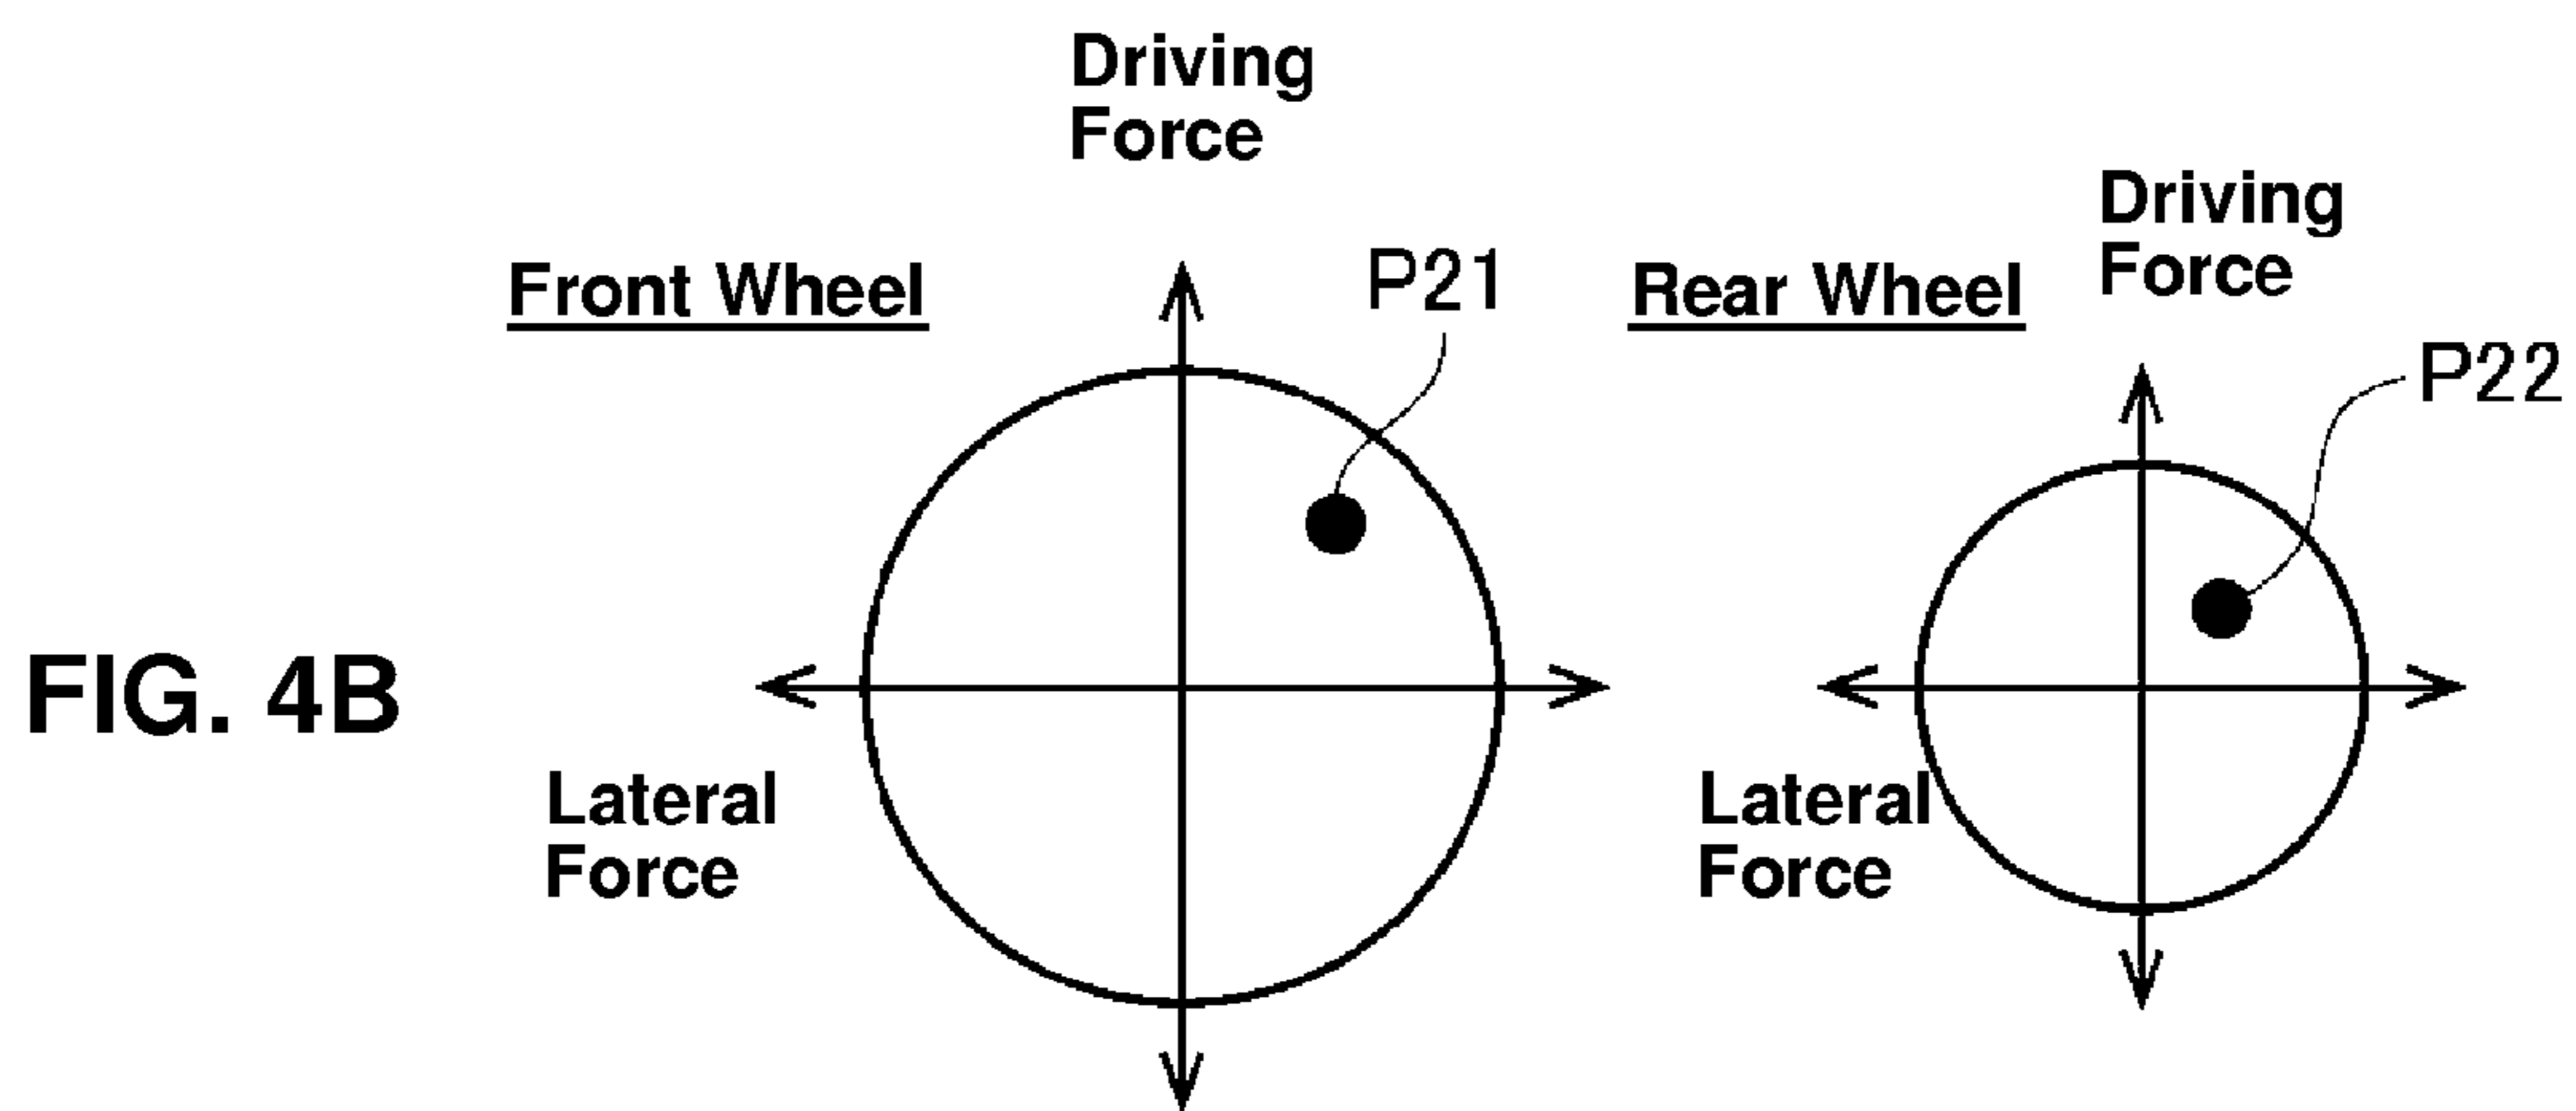 Driving
Force
Front Wheel
P21
Rear Wheel
Driving
Force
P22
FIG. 4B
Lateral
Force
Lateral
Force